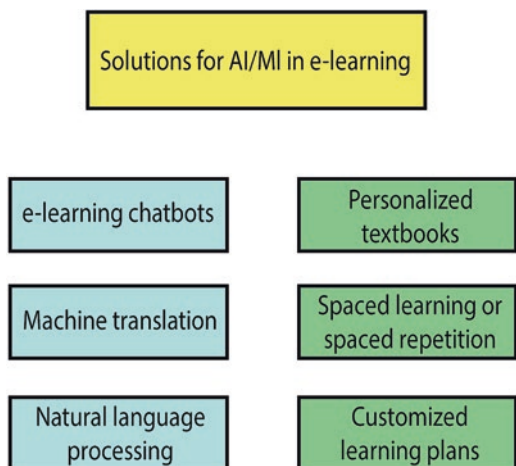 Solutions for AI/Ml in e-learning
e-learning chatbots
Personalized
textbooks
Machine translation
Spaced learning or
spaced repetition
Natural language
processing
Customized
learning plans